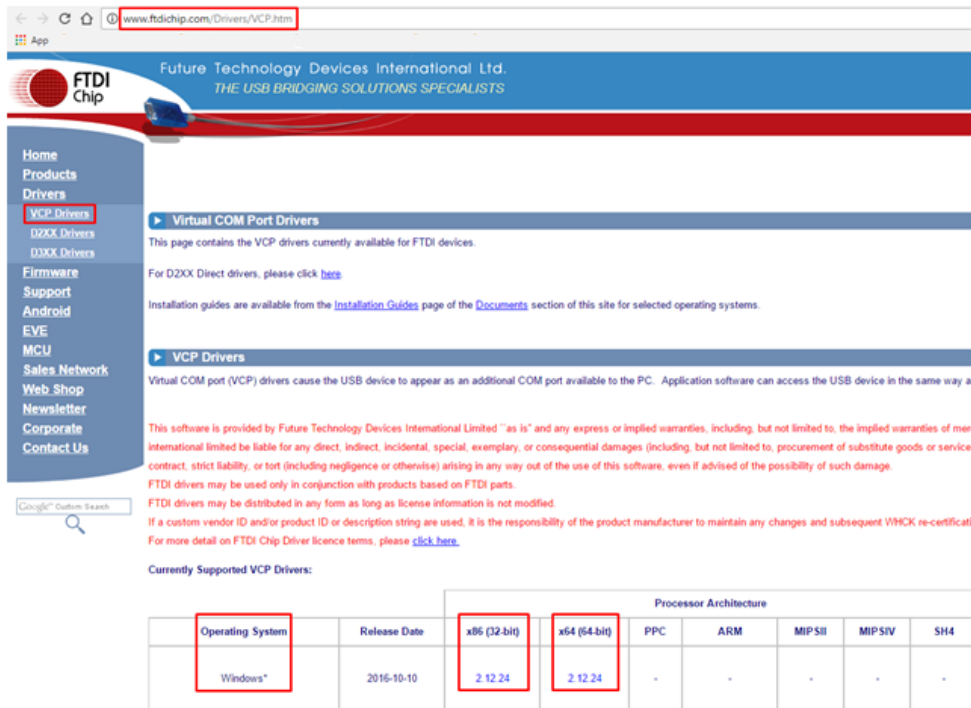 www.ftdichip.com/Drivers/VCP.htm
App
FTDI
Chip
Future Technology Devices International Ltd.
THE USB BRIDGING SOLUTIONS SPECIALISTS
Home
Products
Drivers
VCP Drivers
D2XX Drivers
D3XX Drivers
Firmware
Support
Android
EVE
MCU
Sales Network
Web Shop
Newsletter
Corporate
Contact Us
Google™ Custom Search
Virtual COM Port Drivers
This page contains the VCP drivers currently available for FTDI devices.
For D2XX Direct drivers, please click here.
Installation guides are available from the Installation Guides page of the Documents section of this site for selected operating systems.
VCP Drivers
Virtual COM port (VCP) drivers cause the USB device to appear as an additional COM port available to the PC. Application software can access the USB device in the same way a
This software is provided by Future Technology Devices International Limited ``as is'' and any express or implied warranties, including, but not limited to, the implied warranties of mer
international limited be liable for any direct, indirect, incidental, special, exemplary, or consequential damages (including, but not limited to, procurement of substitute goods or service
contract, strict liability, or tort (including negligence or otherwise) arising in any way out of the use of this software, even if advised of the possibility of such damage.
FTDI drivers may be used only in conjunction with products based on FTDI parts.
FTDI drivers may be distributed in any form as long as license information is not modified.
If a custom vendor ID and/or product ID or description string are used, it is the responsibility of the product manufacturer to maintain any changes and subsequent WHCK re-certificati
For more detail on FTDI Chip Driver licence terms, please click here.
Currently Supported VCP Drivers:
Processor Architecture
Operating System Release Date x86 (32-bit) x64 (64-bit) PPC ARM MIPSII MIPSIV SH4
Windows* 2016-10-10 2.12.24 2.12.24 - - - - -